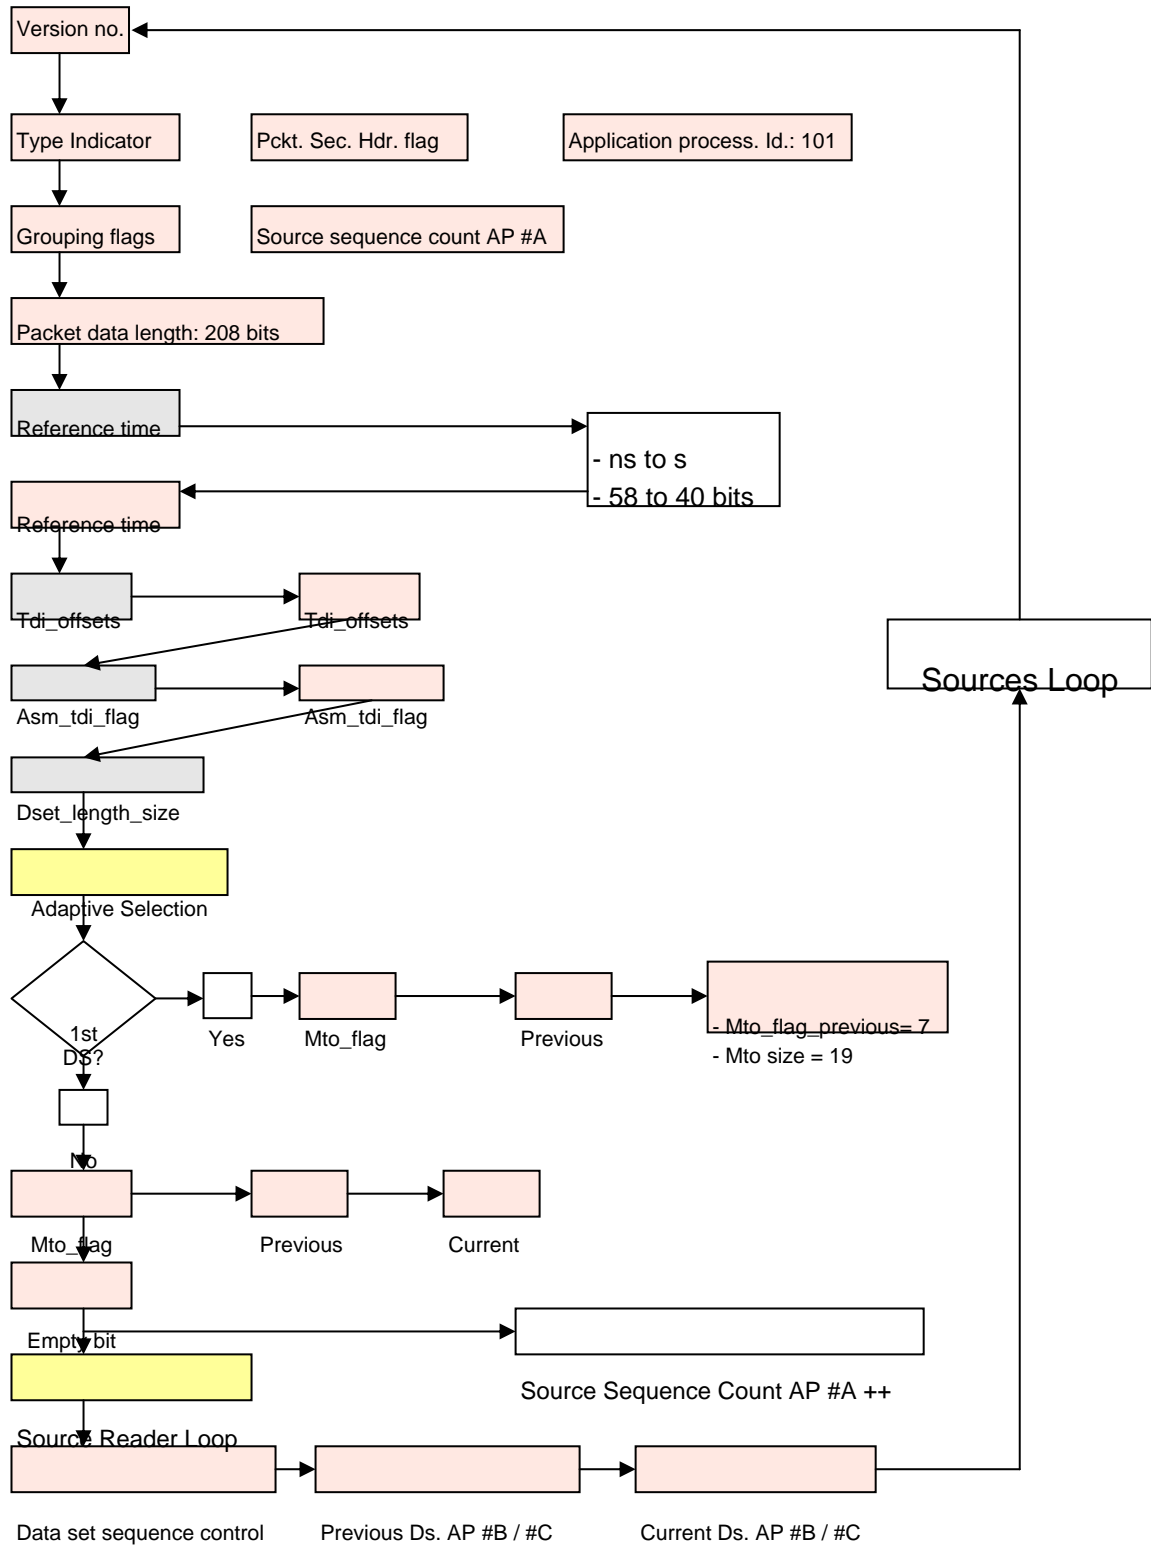 Version no.
Type Indicator
Pckt. Sec. Hdr. flag
Application process. Id.: 101
Grouping flags
Source sequence count AP #A
Packet data length: 208 bits
Reference time
- ns to s
- 58 to 40 bits
Reference time
Tdi_offsets
Tdi_offsets
Sources Loop
Asm_tdi_flag
Asm_tdi_flag
Dset_length_size
Adaptive Selection
1st
DS?
Yes
Mto_flag
Previous
- Mto_flag_previous= 7
- Mto size = 19
No
Mto_flag
Previous
Current
Empty bit
Source Sequence Count AP #A ++
Source Reader Loop
Data set sequence control
Previous Ds. AP #B / #C
Current Ds. AP #B / #C